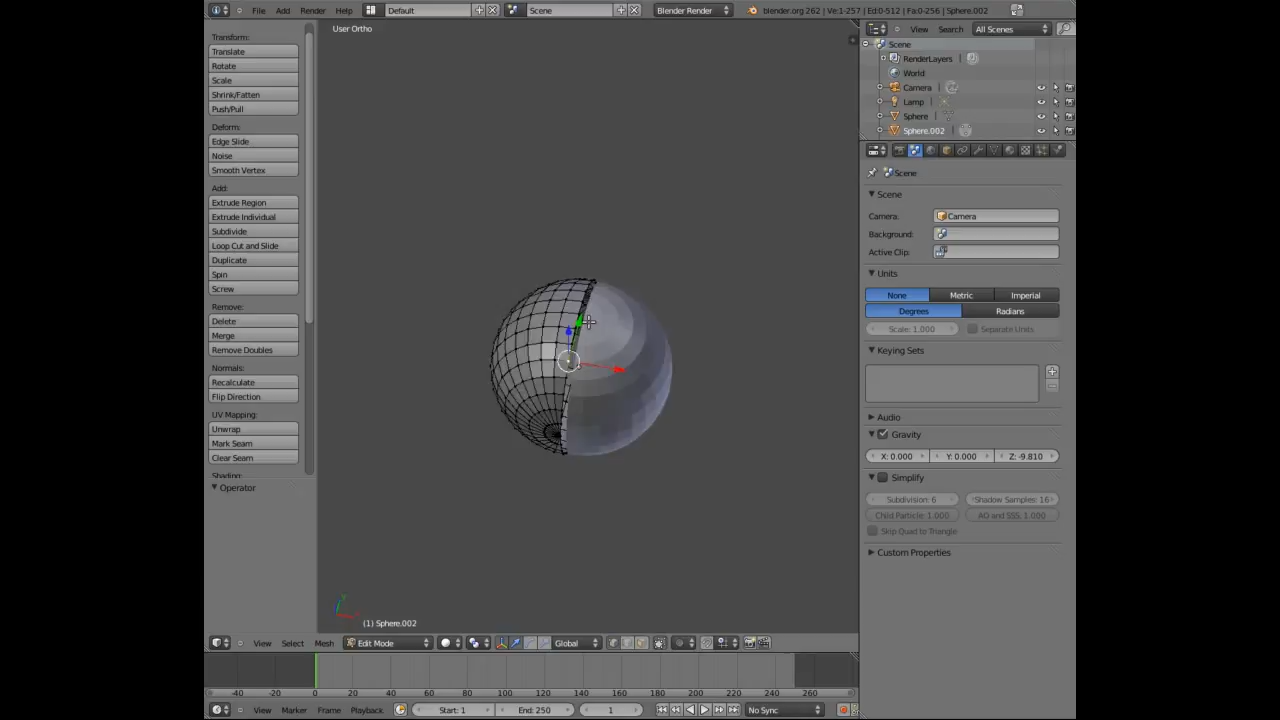 File Add Render Help Default Scene Blender Render blender.org 262 | Ve:1-257 | Ed:0-512 | Fa:0-256 | Sphere.002
Transform:
Translate
Rotate
Scale
Shrink/Fatten
Push/Pull
Deform:
Edge Slide
Noise
Smooth Vertex
Add:
Extrude Region
Extrude Individual
Subdivide
Loop Cut and Slide
Duplicate
Spin
Screw
Remove:
Delete
Merge
Remove Doubles
Normals:
Recalculate
Flip Direction
UV Mapping:
Unwrap
Mark Seam
Clear Seam
Shading:
Operator
User Ortho
(1) Sphere.002
View Select Mesh Edit Mode Global
-40 -20 0 20 40 60 80 100 120 140 160 180 200 220 240 260
View Marker Frame Playback Start: 1 End: 250 1 No Sync
View Search All Scenes
Scene
RenderLayers
World
Camera
Lamp
Sphere
Sphere.002
Scene
Scene
Camera: Camera
Background:
Active Clip:
Units
None Metric Imperial
Degrees Radians
Scale: 1.000 Separate Units
Keying Sets
Audio
Gravity
X: 0.000 Y: 0.000 Z: -9.810
Simplify
Subdivision: 6 Shadow Samples: 16
Child Particle: 1.000 AO and SSS: 1.000
Skip Quad to Triangle
Custom Properties